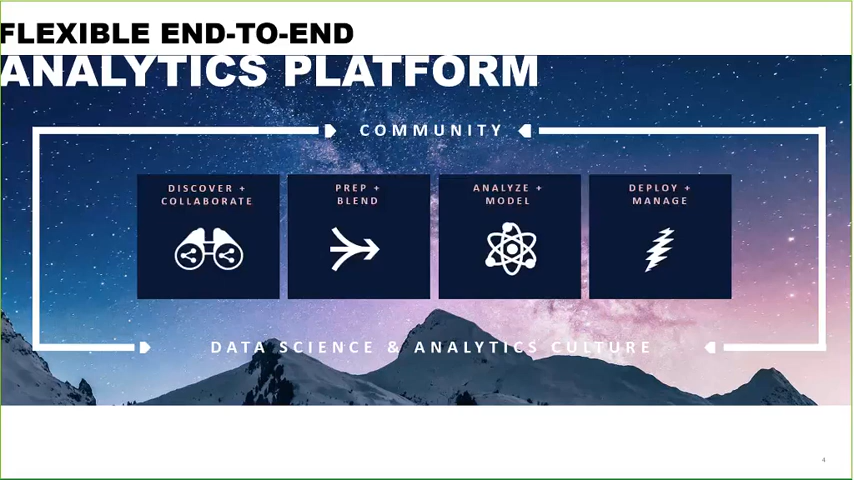 FLEXIBLE END-TO-END
ANALYTICS PLATFORM
COMMUNITY
DISCOVER +
COLLABORATE
PREP +
BLEND
ANALYZE +
MODEL
DEPLOY +
MANAGE
DATA SCIENCE & ANALYTICS CULTURE
4